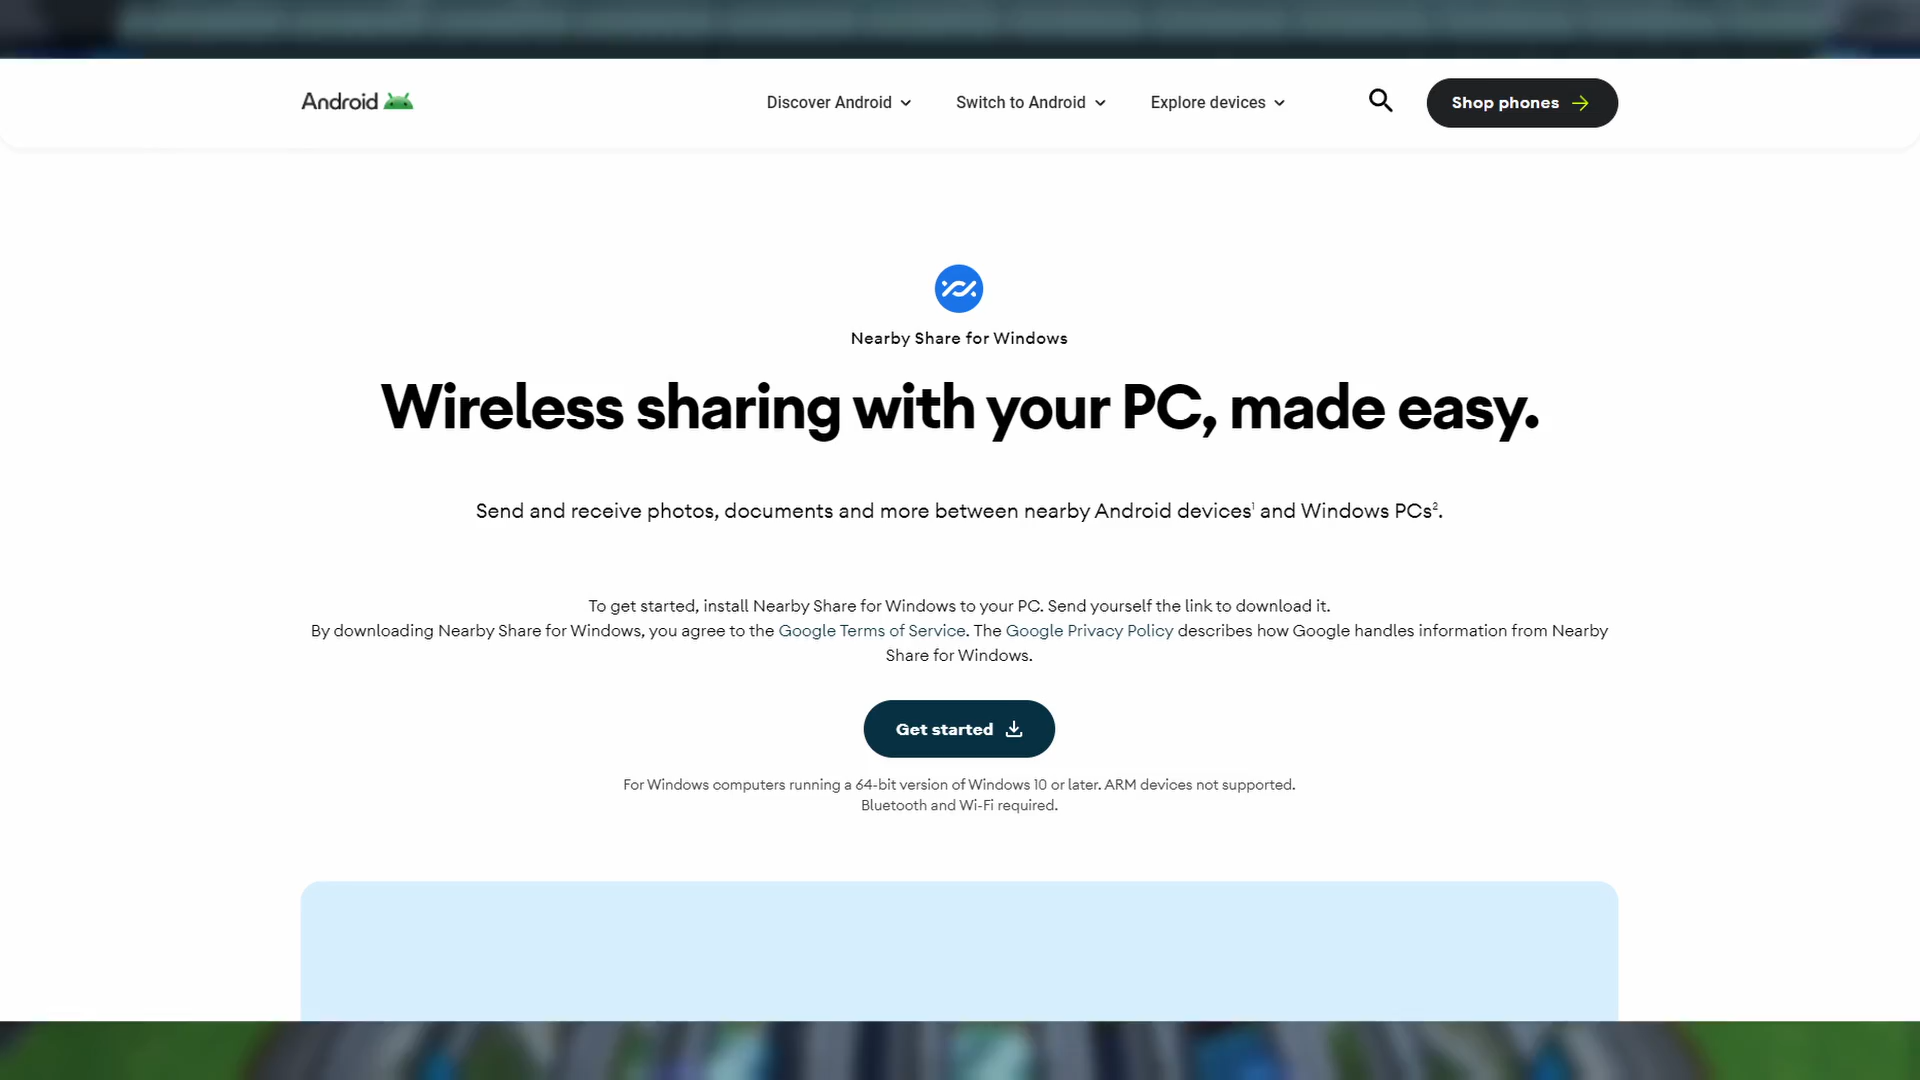 Android
Discover Android
Switch to Android
Explore devices
Shop phones
Nearby Share for Windows
Wireless sharing with your PC, made easy.
Send and receive photos, documents and more between nearby Android devices¹ and Windows PCs².
To get started, install Nearby Share for Windows to your PC. Send yourself the link to download it.
By downloading Nearby Share for Windows, you agree to the Google Terms of Service. The Google Privacy Policy describes how Google handles information from Nearby
Share for Windows.
Get started
For Windows computers running a 64-bit version of Windows 10 or later. ARM devices not supported.
Bluetooth and Wi-Fi required.